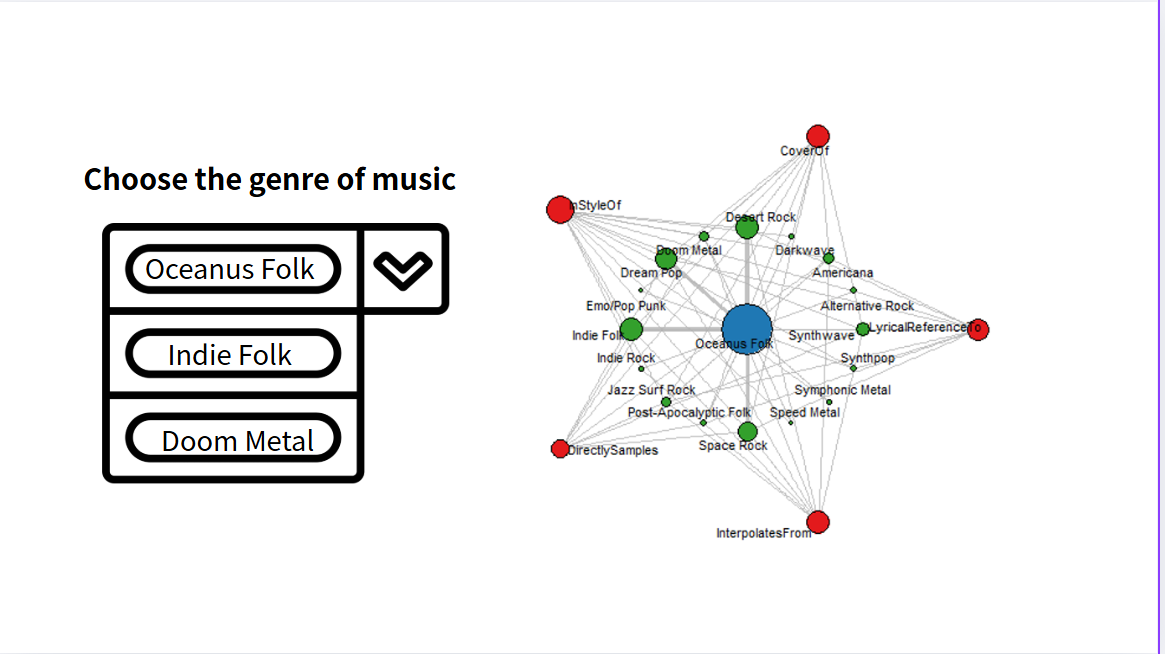 Choose the genre of music
Oceanus Folk
Indie Folk
Doom Metal
CoverOf
InStyleOf
Desert Rock
Doom Metal
Darkwave
Dream Pop
Americana
Emo/Pop Punk
Alternative Rock
Indie Folk
Oceanus Folk
Synthwave
LyricalReferenceTo
Indie Rock
Synthpop
Jazz Surf Rock
Symphonic Metal
Post-Apocalyptic Folk
Speed Metal
Space Rock
DirectlySamples
InterpolatesFrom